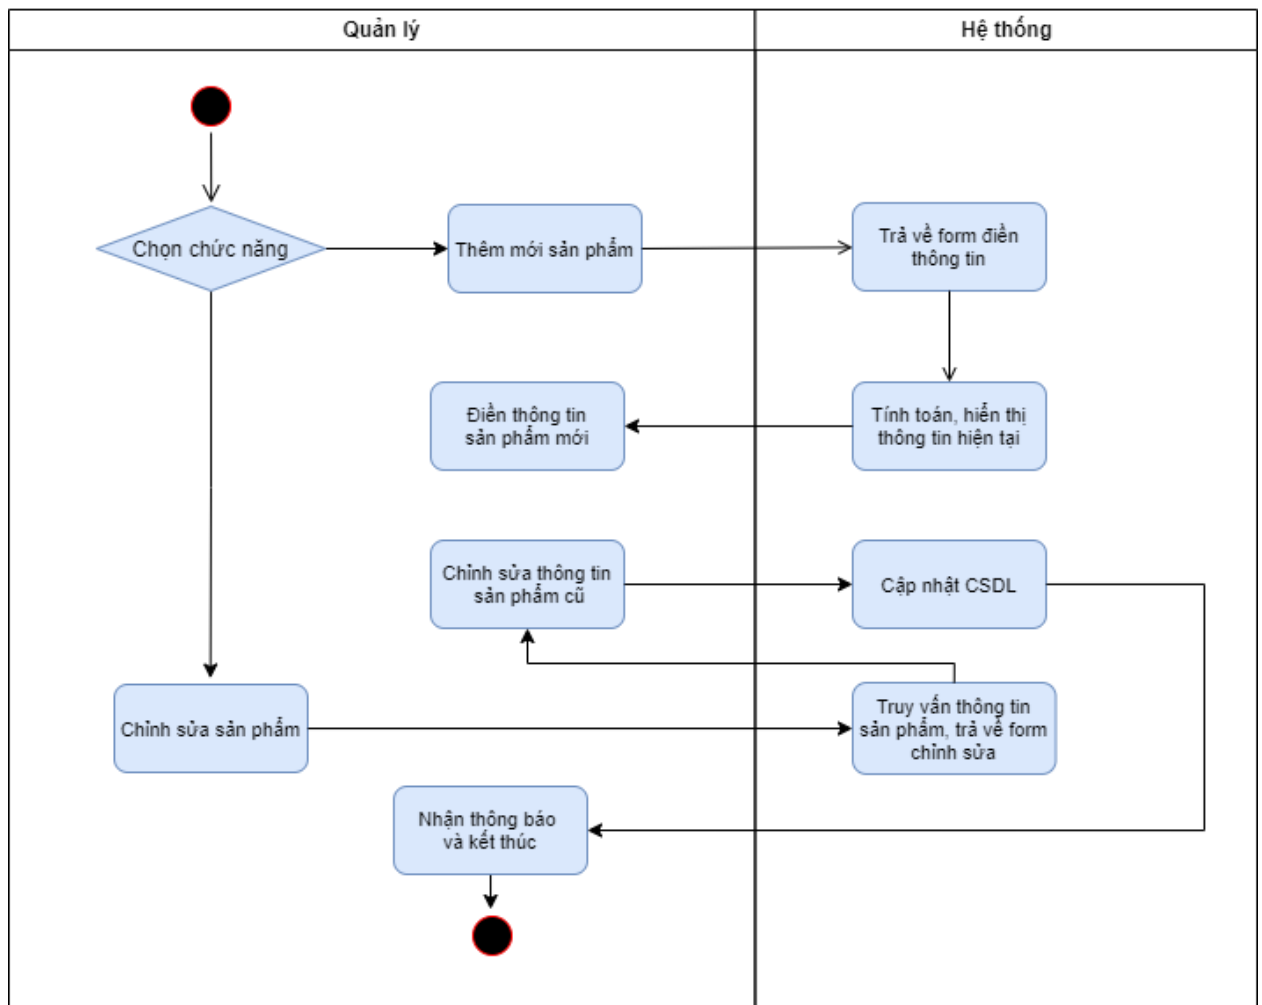 Quản lý
Hệ thống
Chọn chức năng
Thêm mới sản phẩm
Trả về form điền
thông tin
Điền thông tin
sản phẩm mới
Tính toán, hiển thị
thông tin hiện tại
Chỉnh sửa thông tin
sản phẩm cũ
Cập nhật CSDL
Chỉnh sửa sản phẩm
Truy vấn thông tin
sản phẩm, trả về form
chỉnh sửa
Nhận thông báo
và kết thúc